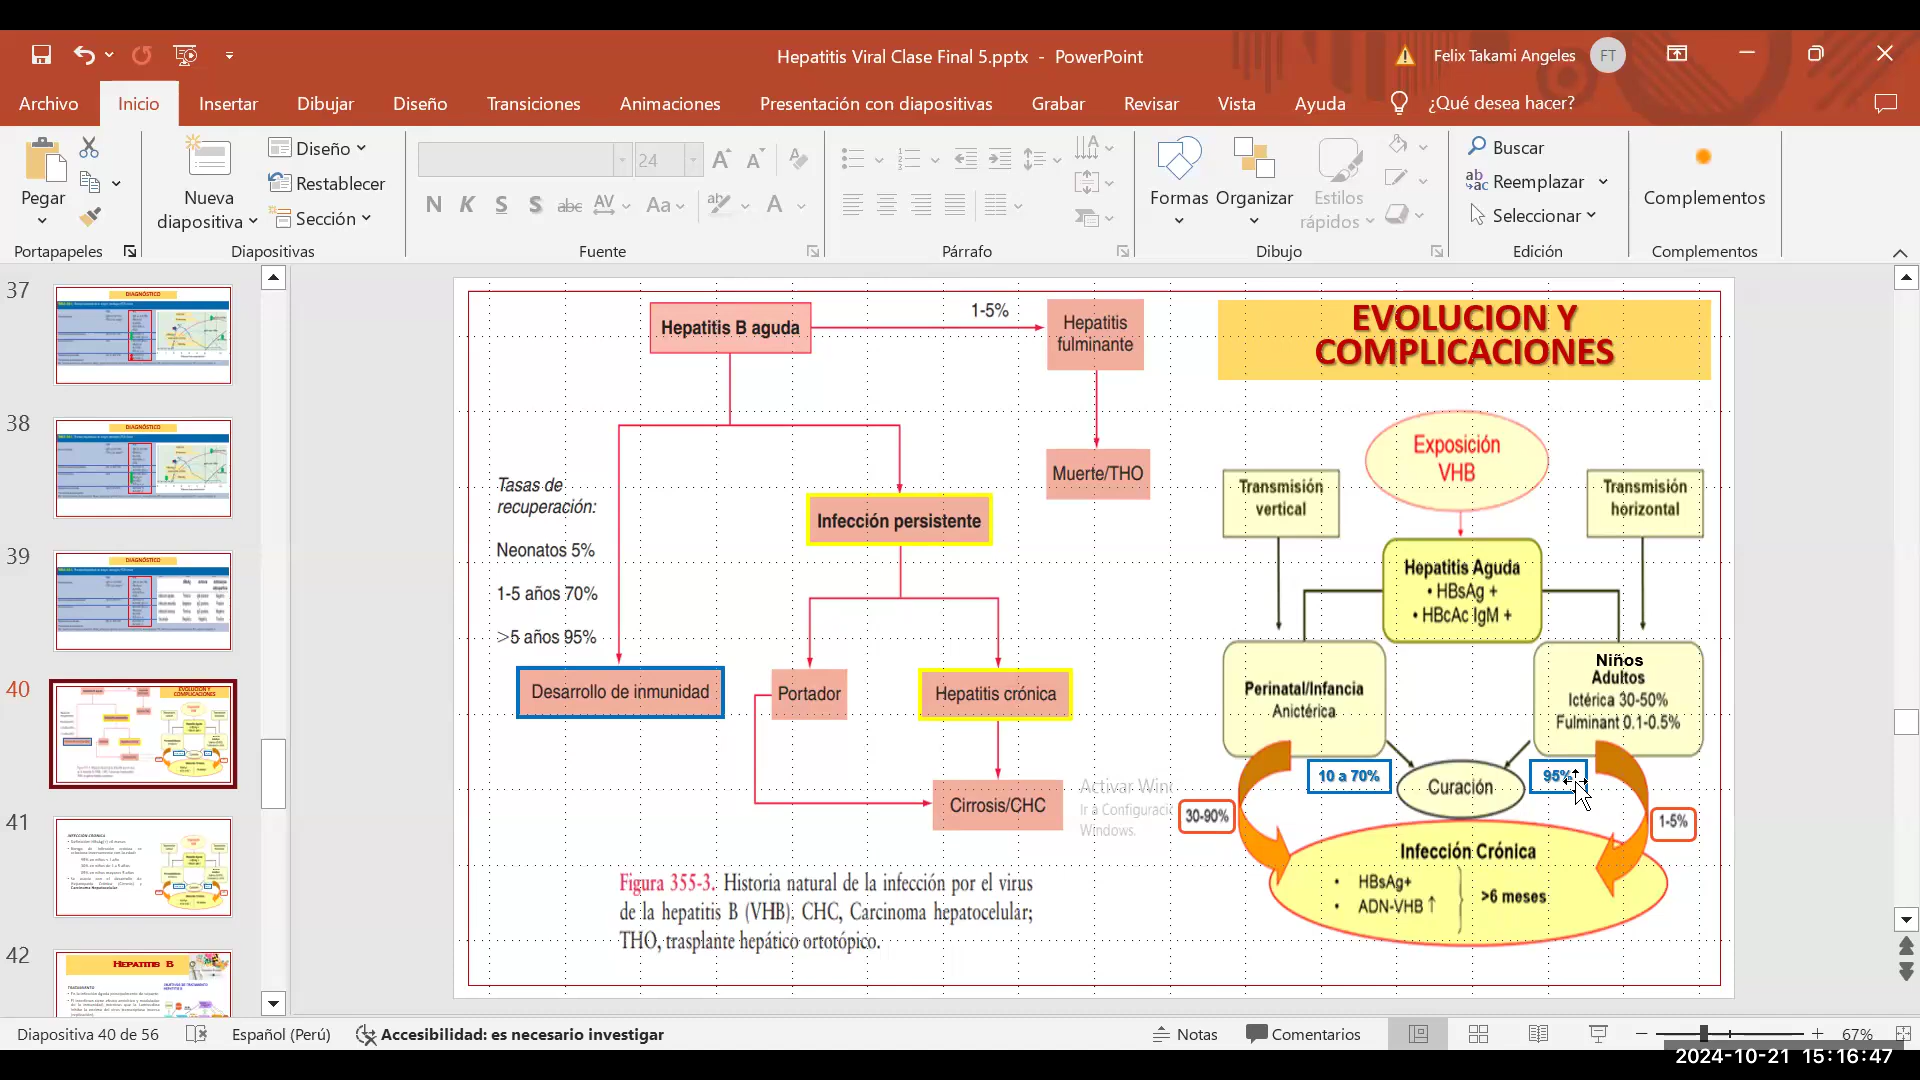 Hepatitis Viral Clase Final 5.pptx - PowerPoint
Felix Takami Angeles
FT
Archivo
Inicio
Insertar
Dibujar
Diseño
Transiciones
Animaciones
Presentación con diapositivas
Grabar
Revisar
Vista
Ayuda
¿Qué desea hacer?
Pegar
Portapapeles
Nueva
diapositiva
Diseño
Restablecer
Sección
Diapositivas
24
N K S S abc AV Aa A
Fuente
Párrafo
Formas
Organizar
Estilos
rápidos
Dibujo
Buscar
Reemplazar
Seleccionar
Edición
Complementos
Complementos
37
DIAGNÓSTICO
38
DIAGNÓSTICO
39
DIAGNÓSTICO
40
41
42
HEPATITIS B
Hepatitis B aguda
1-5%
Hepatitis
fulminante
Muerte/THO
Tasas de
recuperación:
Neonatos 5%
1-5 años 70%
>5 años 95%
Infección persistente
Desarrollo de inmunidad
Portador
Hepatitis crónica
Cirrosis/CHC
Activar Win
Ir a Configurac
Windows.
Figura 355-3. Historia natural de la infección por el virus
de la hepatitis B (VHB). CHC, Carcinoma hepatocelular;
THO, trasplante hepático ortotópico.
EVOLUCION Y
COMPLICACIONES
Exposición
VHB
Transmisión
vertical
Transmisión
horizontal
Hepatitis Aguda
• HBsAg +
• HBcAc IgM +
Perinatal/Infancia
Anictérica
Niños
Adultos
Ictérica 30-50%
Fulminant 0.1-0.5%
10 a 70%
Curación
95%
30-90%
1-5%
Infección Crónica
• HBsAg+
• ADN-VHB ↑
>6 meses
Diapositiva 40 de 56
Español (Perú)
Accesibilidad: es necesario investigar
Notas
Comentarios
67%
2024-10-21 15:16:47